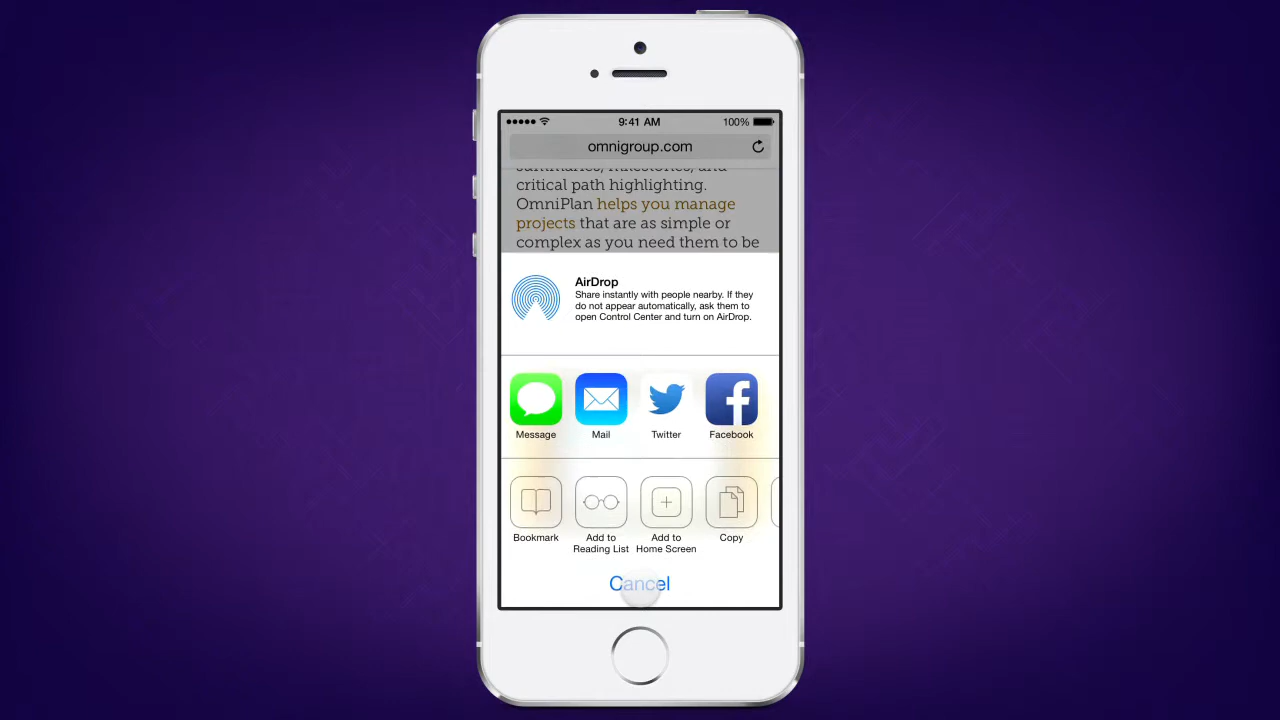 9:41 AM
100%
omnigroup.com
summaries, milestones, and
critical path highlighting.
OmniPlan helps you manage
projects that are as simple or
complex as you need them to be
AirDrop
Share instantly with people nearby. If they
do not appear automatically, ask them to
open Control Center and turn on AirDrop.
Message
Mail
Twitter
Facebook
Bookmark
Add to
Reading List
Add to
Home Screen
Copy
Cancel